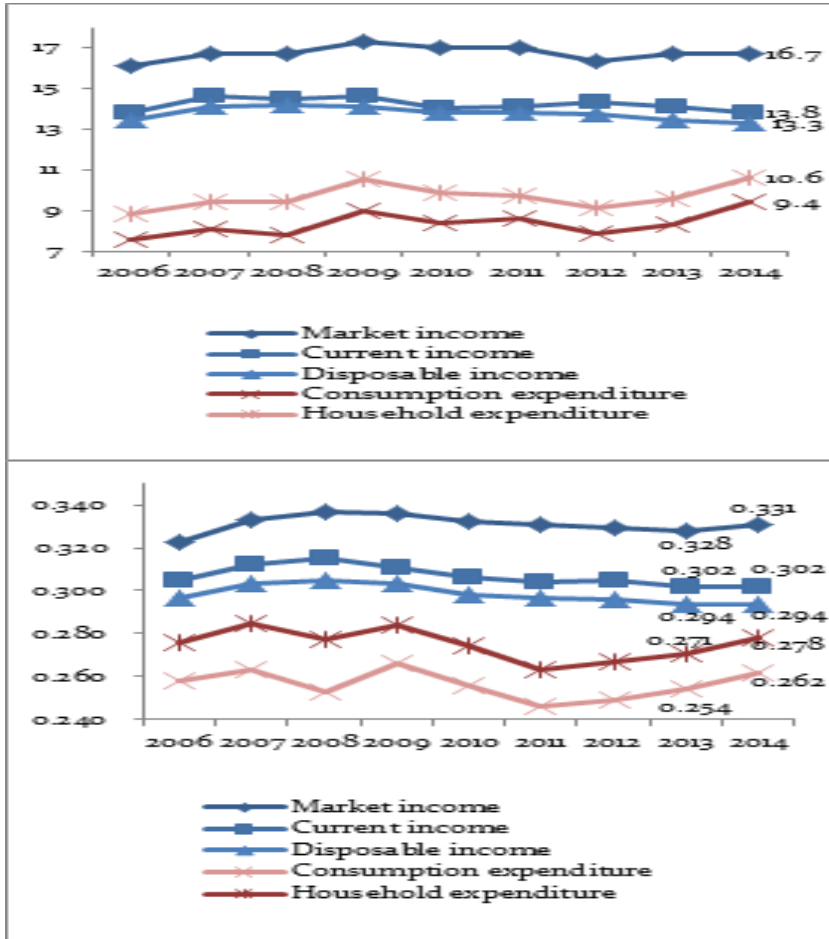 17
16.7
15
13.8
13
13.3
11
10.6
9
9.4
7
2006 2007 2008 2009 2010 2011 2012 2013 2014
Market income
Current income
Disposable income
Consumption expenditure
Household expenditure
0.340
0.331
0.320
0.328
0.302 0.302
0.300
0.294 0.294
0.280
0.271 0.278
0.260
0.262
0.254
0.240
2006 2007 2008 2009 2010 2011 2012 2013 2014
Market income
Current income
Disposable income
Consumption expenditure
Household expenditure